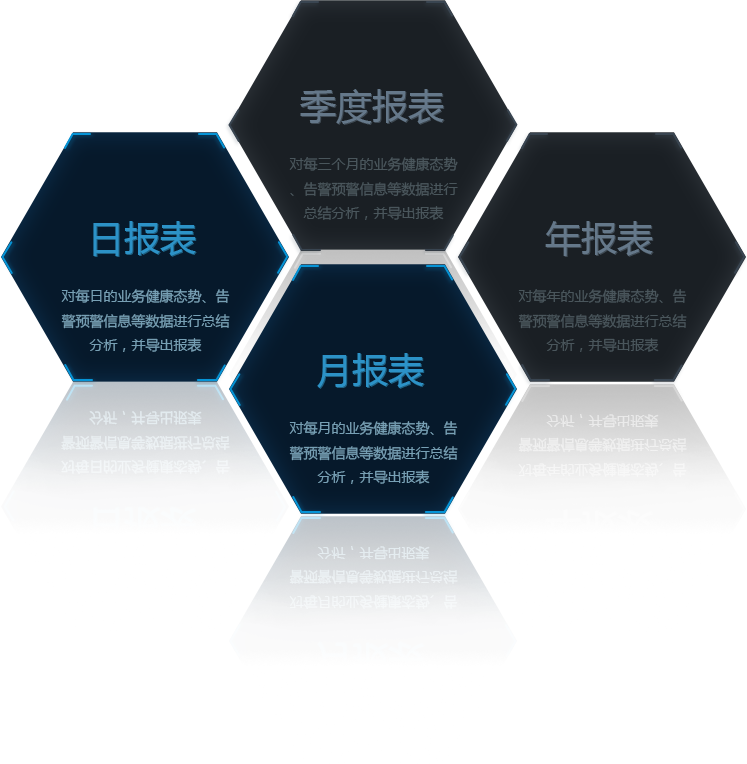 季度报表
对每三个月的业务健康态势
、告警预警信息等数据进行
总结分析，并导出报表
日报表
对每日的业务健康态势、告
警预警信息等数据进行总结
分析，并导出报表
年报表
对每年的业务健康态势、告
警预警信息等数据进行总结
分析，并导出报表
月报表
对每月的业务健康态势、告
警预警信息等数据进行总结
分析，并导出报表